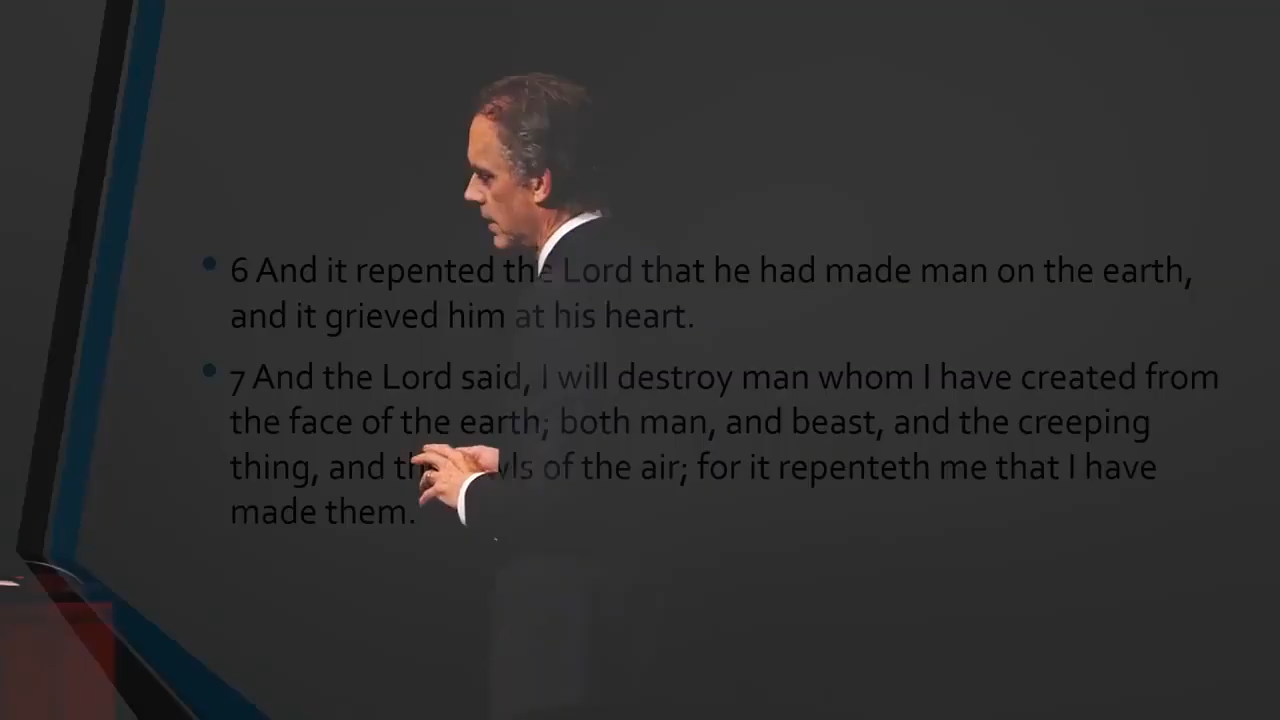 6 And it repented the Lord that he had made man on the earth,
and it grieved him at his heart.
7 And the Lord said, I will destroy man whom I have created from
the face of the earth; both man, and beast, and the creeping
thing, and of the air; for it repenteth me that I have
made them.